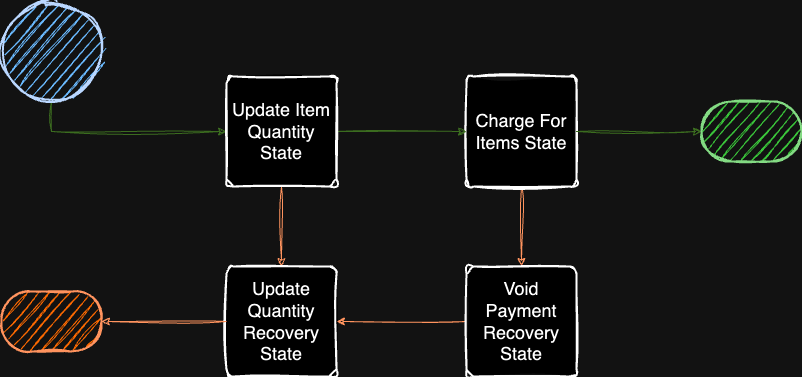 Update Item
Quantity
State
Charge For
Items State
Update
Quantity
Recovery
State
Void
Payment
Recovery
State